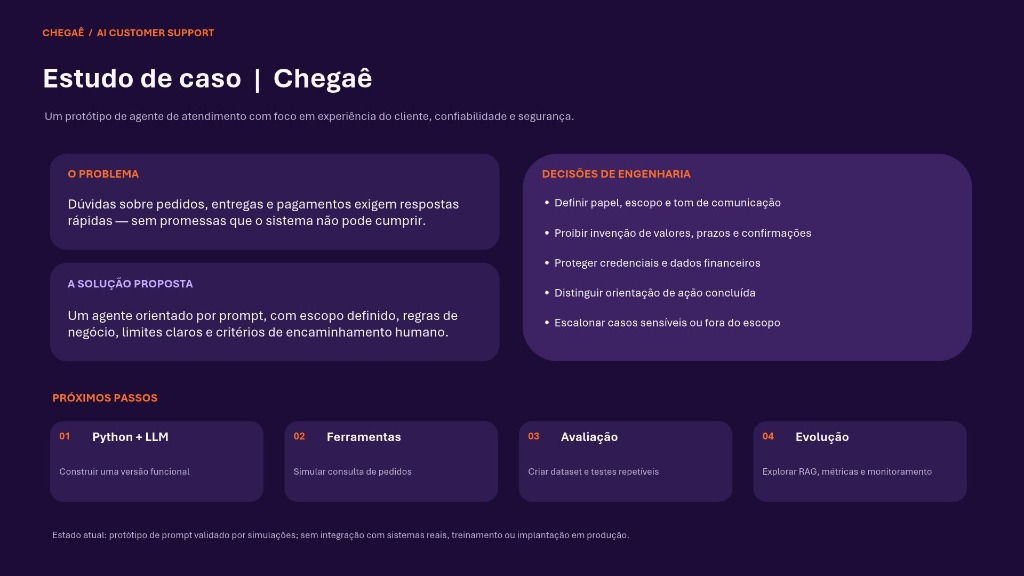 CHEGAÊ / AI CUSTOMER SUPPORT
Estudo de caso | Chegaê
Um protótipo de agente de atendimento com foco em experiência do cliente, confiabilidade e segurança.
O PROBLEMA
Dúvidas sobre pedidos, entregas e pagamentos exigem respostas
rápidas — sem promessas que o sistema não pode cumprir.
A SOLUÇÃO PROPOSTA
Um agente orientado por prompt, com escopo definido, regras de
negócio, limites claros e critérios de encaminhamento humano.
DECISÕES DE ENGENHARIA
• Definir papel, escopo e tom de comunicação
• Proibir invenção de valores, prazos e confirmações
• Proteger credenciais e dados financeiros
• Distinguir orientação de ação concluída
• Escalonar casos sensíveis ou fora do escopo
PRÓXIMOS PASSOS
01 Python + LLM
Construir uma versão funcional
02 Ferramentas
Simular consulta de pedidos
03 Avaliação
Criar dataset e testes repetíveis
04 Evolução
Explorar RAG, métricas e monitoramento
Estado atual: protótipo de prompt validado por simulações; sem integração com sistemas reais, treinamento ou implantação em produção.